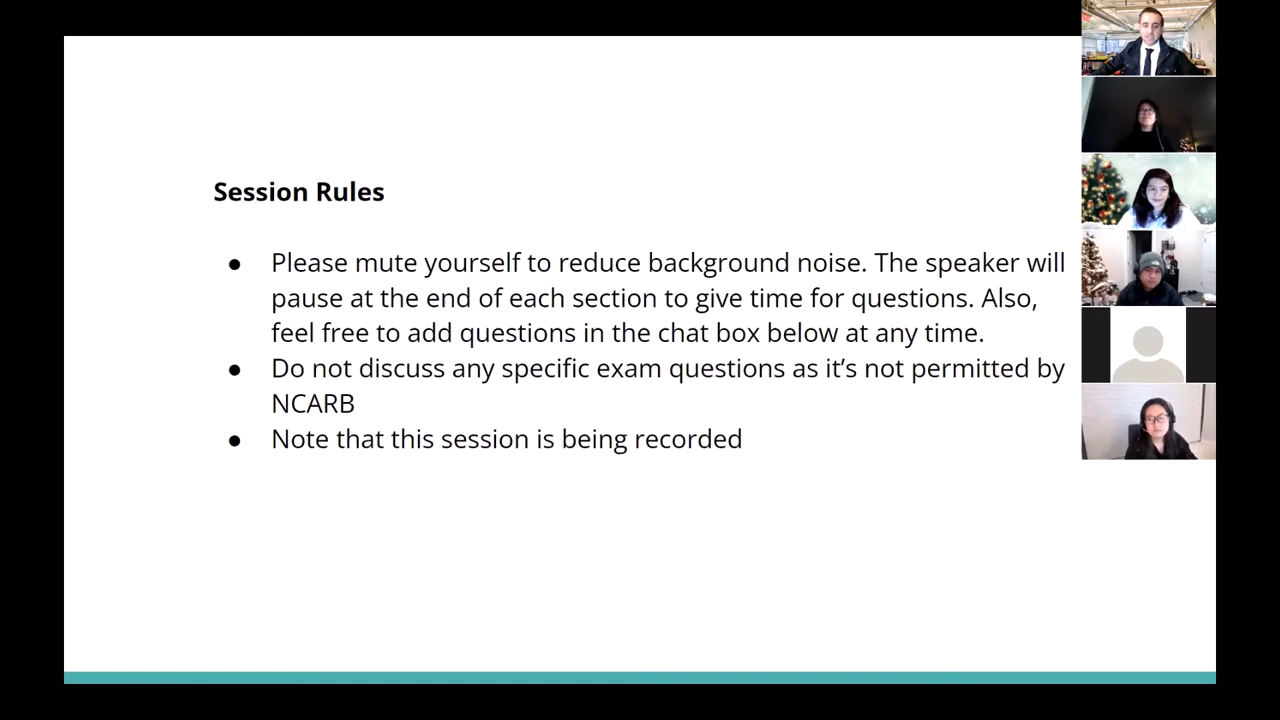 Session Rules
● Please mute yourself to reduce background noise. The speaker will
pause at the end of each section to give time for questions. Also,
feel free to add questions in the chat box below at any time.
● Do not discuss any specific exam questions as it’s not permitted by
NCARB
● Note that this session is being recorded